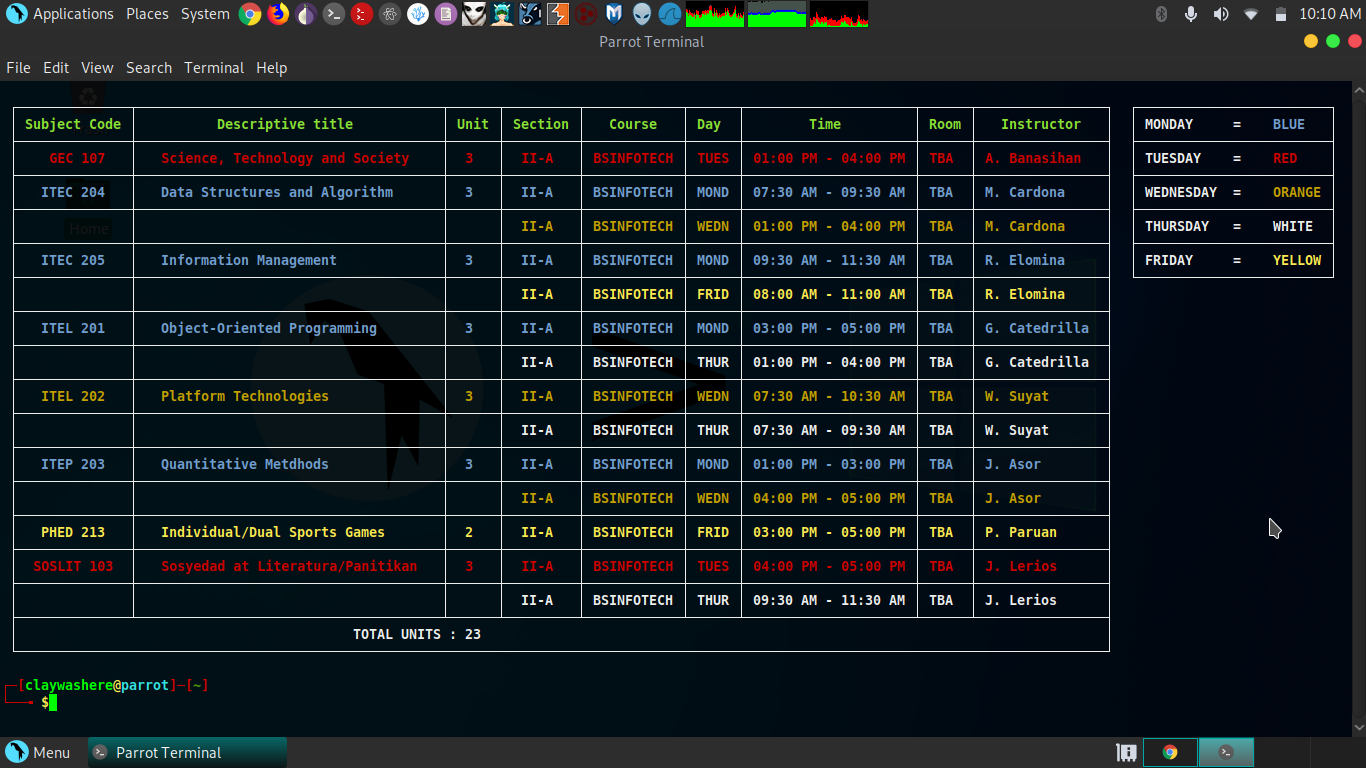 Applications Places System 10:10 AM
Parrot Terminal
File Edit View Search Terminal Help
Subject Code Descriptive title Unit Section Course Day Time Room Instructor
GEC 107 Science, Technology and Society 3 II-A BSINFOTECH TUES 01:00 PM - 04:00 PM TBA A. Banasihan
ITEC 204 Data Structures and Algorithm 3 II-A BSINFOTECH MOND 07:30 AM - 09:30 AM TBA M. Cardona
II-A BSINFOTECH WEDN 01:00 PM - 04:00 PM TBA M. Cardona
ITEC 205 Information Management 3 II-A BSINFOTECH MOND 09:30 AM - 11:30 AM TBA R. Elomina
II-A BSINFOTECH FRID 08:00 AM - 11:00 AM TBA R. Elomina
ITEL 201 Object-Oriented Programming 3 II-A BSINFOTECH MOND 03:00 PM - 05:00 PM TBA G. Catedrilla
II-A BSINFOTECH THUR 01:00 PM - 04:00 PM TBA G. Catedrilla
ITEL 202 Platform Technologies 3 II-A BSINFOTECH WEDN 07:30 AM - 10:30 AM TBA W. Suyat
II-A BSINFOTECH THUR 07:30 AM - 09:30 AM TBA W. Suyat
ITEP 203 Quantitative Metdhods 3 II-A BSINFOTECH MOND 01:00 PM - 03:00 PM TBA J. Asor
II-A BSINFOTECH WEDN 04:00 PM - 05:00 PM TBA J. Asor
PHED 213 Individual/Dual Sports Games 2 II-A BSINFOTECH FRID 03:00 PM - 05:00 PM TBA P. Paruan
SOSLIT 103 Sosyedad at Literatura/Panitikan 3 II-A BSINFOTECH TUES 04:00 PM - 05:00 PM TBA J. Lerios
II-A BSINFOTECH THUR 09:30 AM - 11:30 AM TBA J. Lerios
TOTAL UNITS : 23
MONDAY = BLUE
TUESDAY = RED
WEDNESDAY = ORANGE
THURSDAY = WHITE
FRIDAY = YELLOW
Home
[claywashere@parrot]─[~]
$
Menu Parrot Terminal